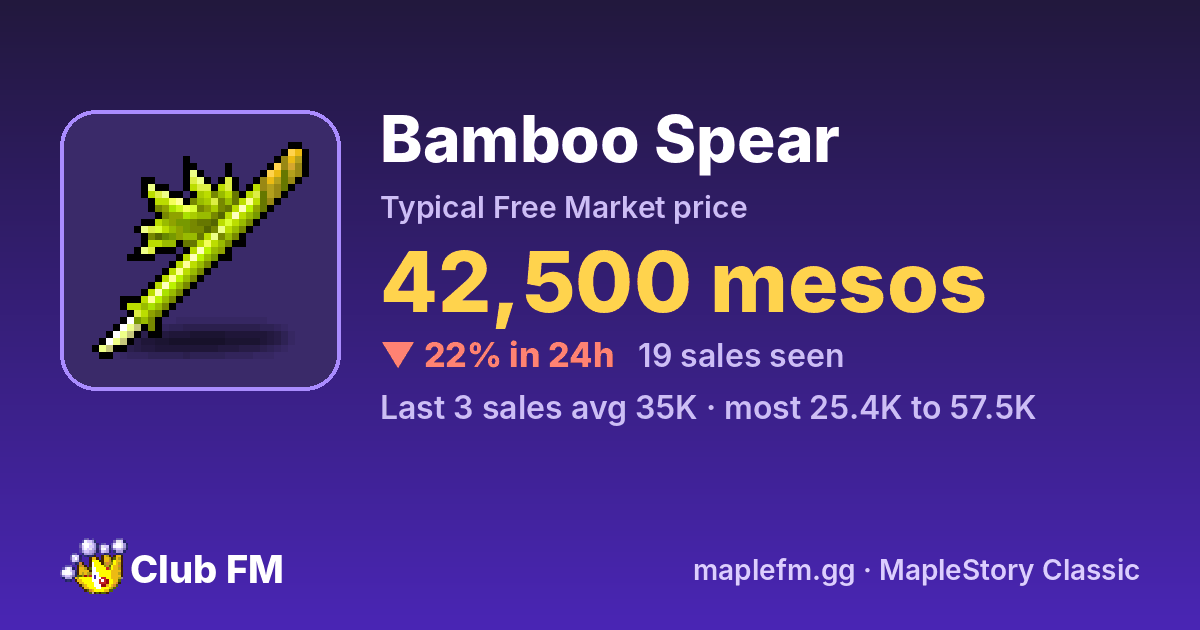 Bamboo Spear
Typical Free Market price
42,500 mesos
▼ 22% in 24h 19 sales seen
Last 3 sales avg 35K · most 25.4K to 57.5K
Club FM
maplefm.gg · MapleStory Classic